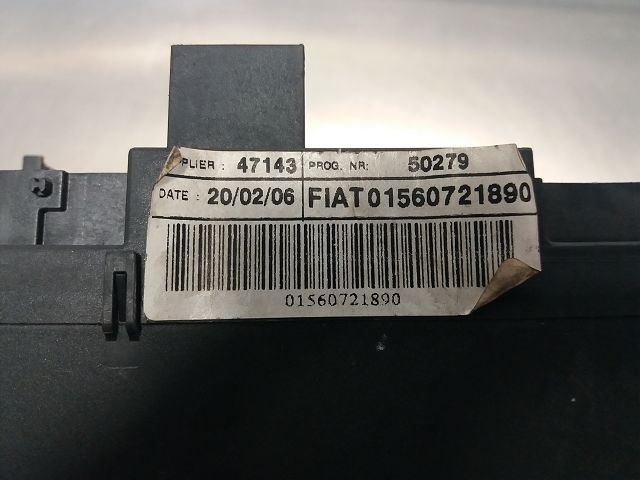 PLIER : 47143 PROG. NR: 50279
DATE : 20/02/06 FIAT01560721890
01560721890